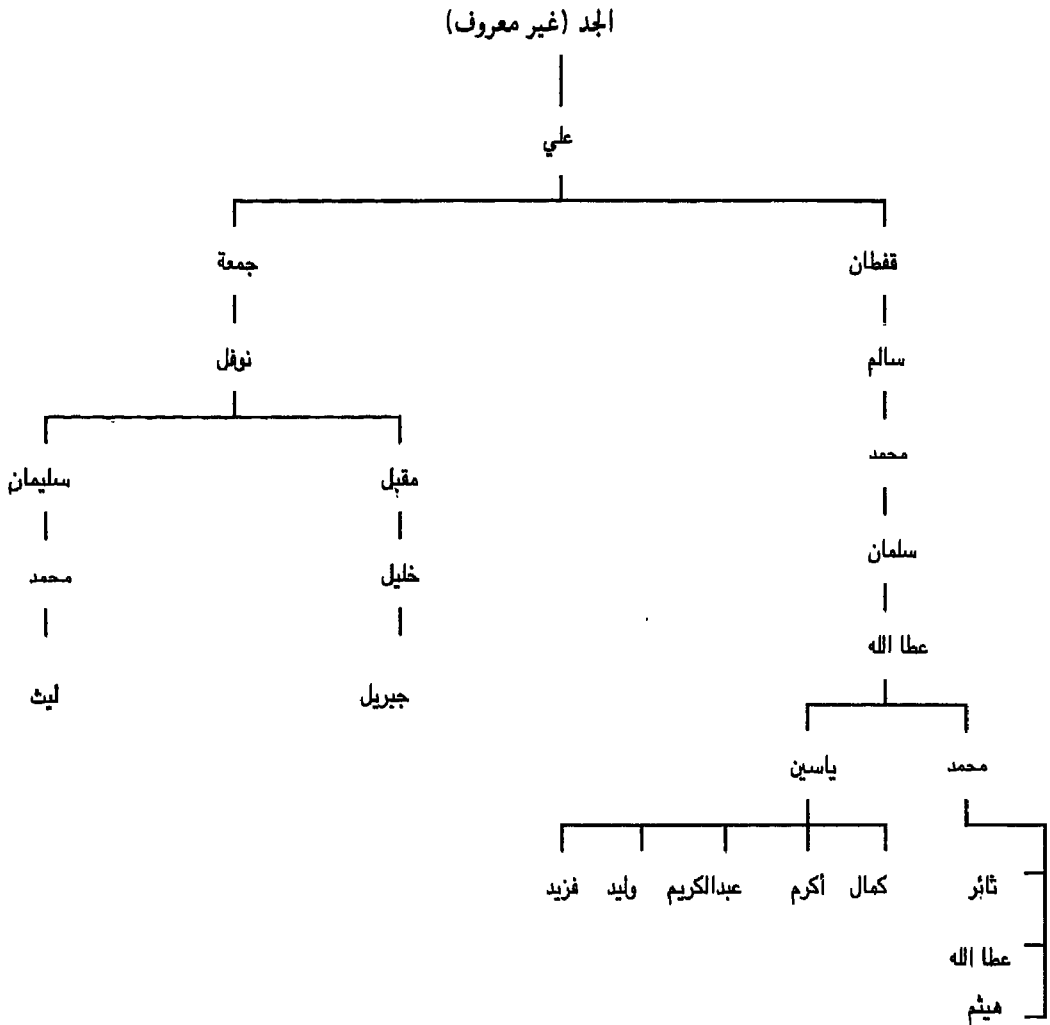 الجد (غير معروف)
علي
قفطان
جمعة
سالم
نوفل
محمد
مقبل
سليمان
سلمان
خليل
محمد
عطا الله
جبريل
ليث
محمد
ياسين
ثائر
كمال
أكرم
عبدالكريم
وليد
فزيد
عطا الله
هيثم